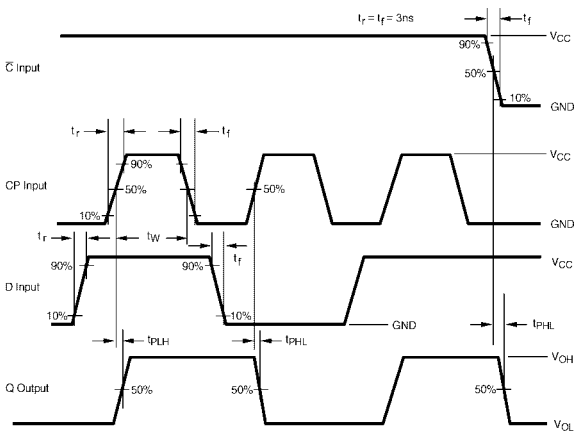 tr = tf = 3ns
tf
VCC
90%
C̅ Input
50%
10%
GND
tr
tf
VCC
90%
CP Input
50%
50%
10%
GND
tr
tW
tf
VCC
90%
90%
D Input
10%
10%
GND
tPLH
tPHL
tPHL
VOH
Q Output
50%
50%
50%
VOL